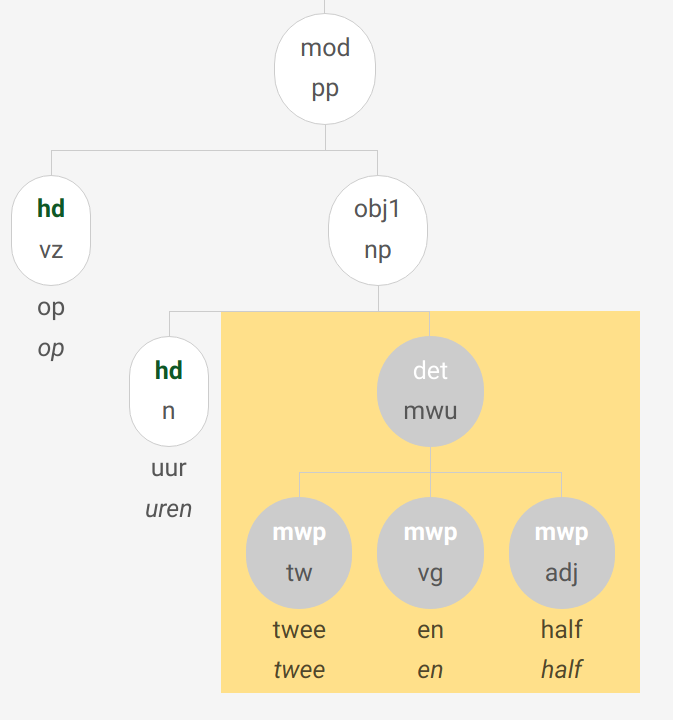 mod
pp
hd
vz
op
op
obj1
np
hd
n
uur
uren
det
mwu
mwp
tw
twee
twee
mwp
vg
en
en
mwp
adj
half
half